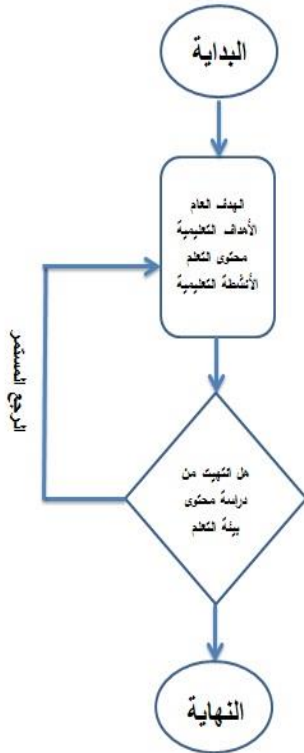 البداية
الهدف العام
الأهداف التعليمية
محتوى التعلم
الأنشطة التعليمية
الرجع المستمر
هل انتهيت من
دراسة محتوى
بيئة التعلم
النهاية